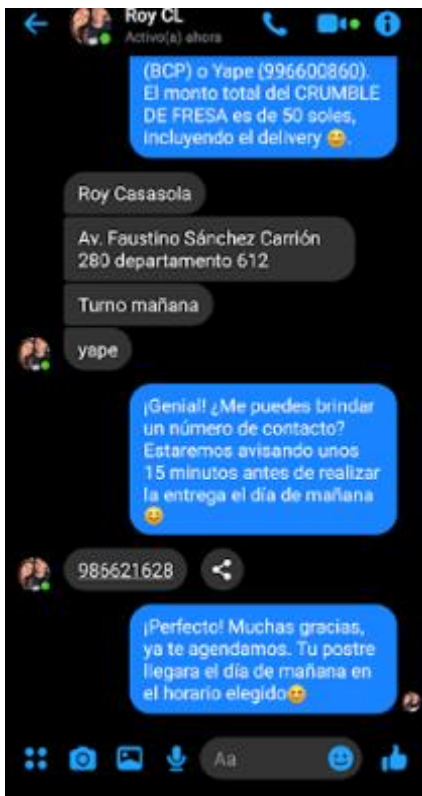 Roy CL
Activo(a) ahora
(BCP) o Yape (996600860).
El monto total del CRUMBLE
DE FRESA es de 50 soles,
incluyendo el delivery 😊.
Roy Casasola
Av. Faustino Sánchez Carrión
280 departamento 612
Turno mañana
yape
¡Genial! ¿Me puedes brindar
un número de contacto?
Estaremos avisando unos
15 minutos antes de realizar
la entrega el día de mañana
😊
986621628
¡Perfecto! Muchas gracias,
ya te agendamos. Tu postre
llegara el día de mañana en
el horario elegido😊
Aa